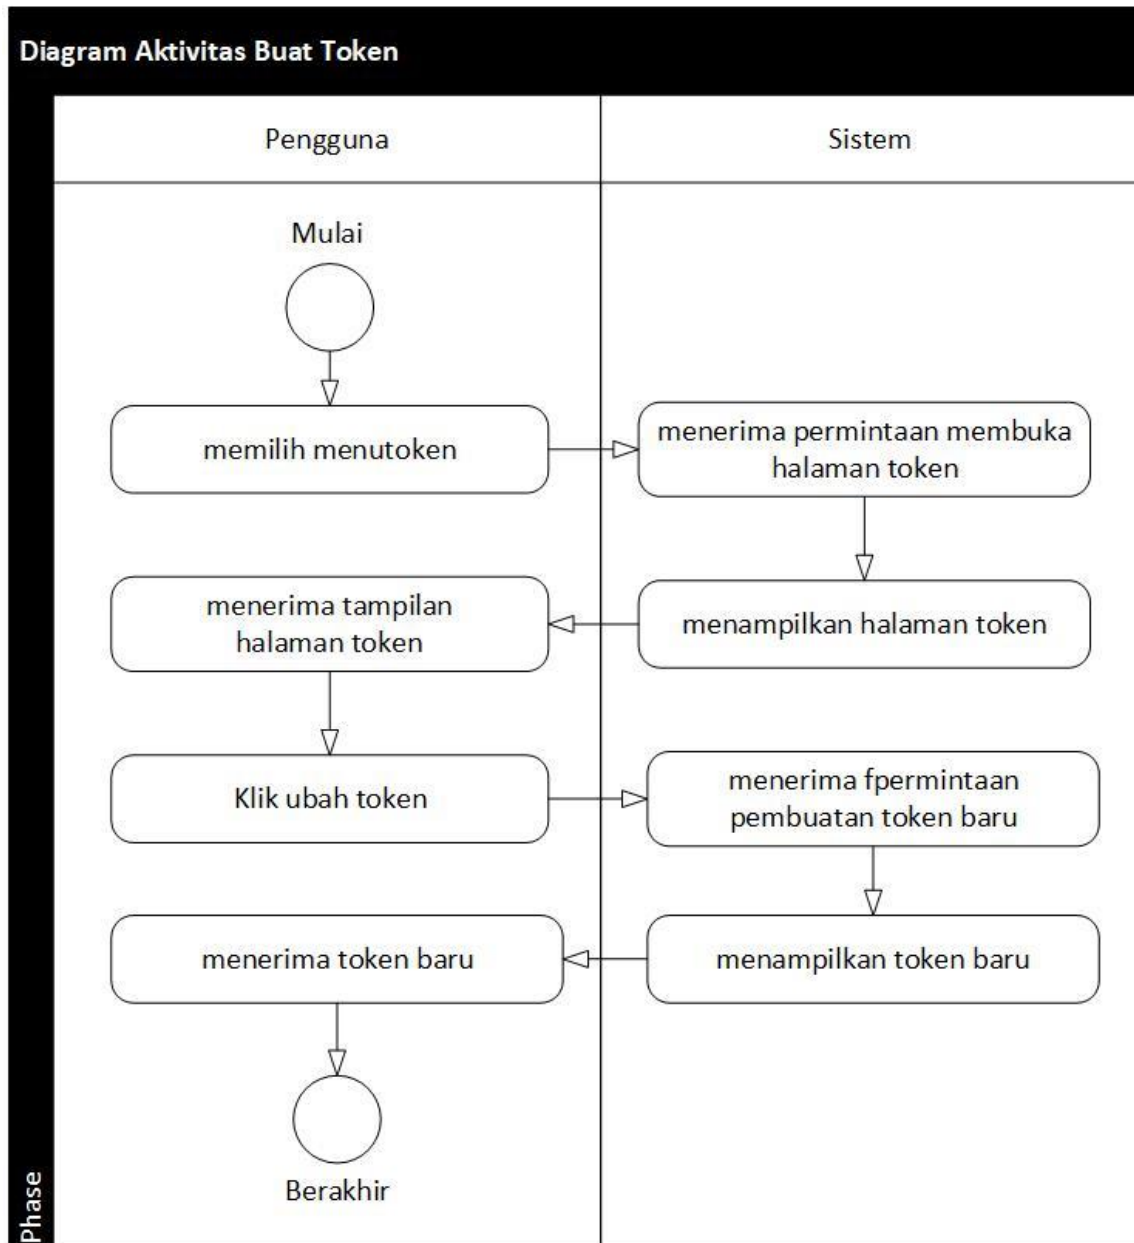 Diagram Aktivitas Buat Token
Pengguna
Sistem
Mulai
memilih menutoken
menerima permintaan membuka
halaman token
menampilkan halaman token
menerima tampilan
halaman token
Klik ubah token
menerima fpermintaan
pembuatan token baru
menampilkan token baru
menerima token baru
Berakhir
Phase